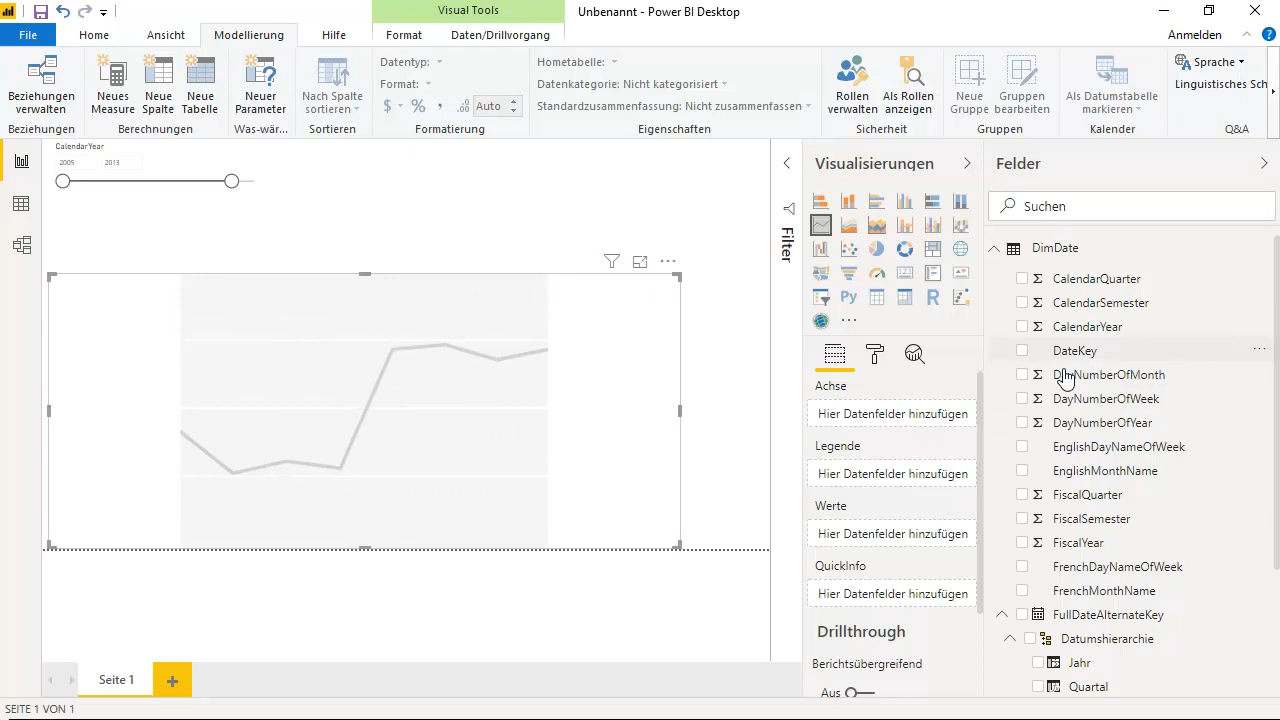 Visual Tools
Unbenannt - Power BI Desktop
File
Home
Ansicht
Modellierung
Hilfe
Format
Daten/Drillvorgang
Anmelden
Beziehungen
verwalten
Neues
Measure
Neue
Spalte
Neue
Tabelle
Neuer
Parameter
Nach Spalte
sortieren
Datentyp:
Format:
$ % , .00 Auto
Hometabelle:
Datenkategorie: Nicht kategorisiert
Standardzusammenfassung: Nicht zusammenfassen
Rollen
verwalten
Als Rollen
anzeigen
Neue
Gruppe
Gruppen
bearbeiten
Als Datumstabelle
markieren
Sprache
Linguistisches Sch
Beziehungen
Berechnungen
Was-wär...
Sortieren
Formatierung
Eigenschaften
Sicherheit
Gruppen
Kalender
Q&A
CalendarYear
2005
2013
Filter
Visualisierungen
Py
R
Achse
Hier Datenfelder hinzufügen
Legende
Hier Datenfelder hinzufügen
Werte
Hier Datenfelder hinzufügen
QuickInfo
Hier Datenfelder hinzufügen
Drillthrough
Berichtsübergreifend
Aus
Felder
Suchen
DimDate
CalendarQuarter
CalendarSemester
CalendarYear
DateKey
DayNumberOfMonth
DayNumberOfWeek
DayNumberOfYear
EnglishDayNameOfWeek
EnglishMonthName
FiscalQuarter
FiscalSemester
FiscalYear
FrenchDayNameOfWeek
FrenchMonthName
FullDateAlternateKey
Datumshierarchie
Jahr
Quartal
Seite 1
SEITE 1 VON 1